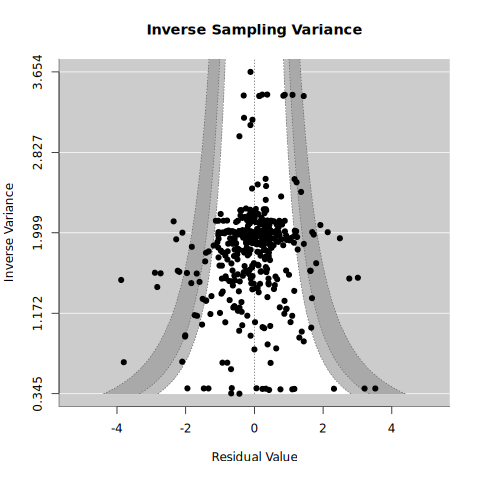 Inverse Sampling Variance
3.654
2.827
1.999
1.172
0.345
Inverse Variance
-4 -2 0 2 4
Residual Value